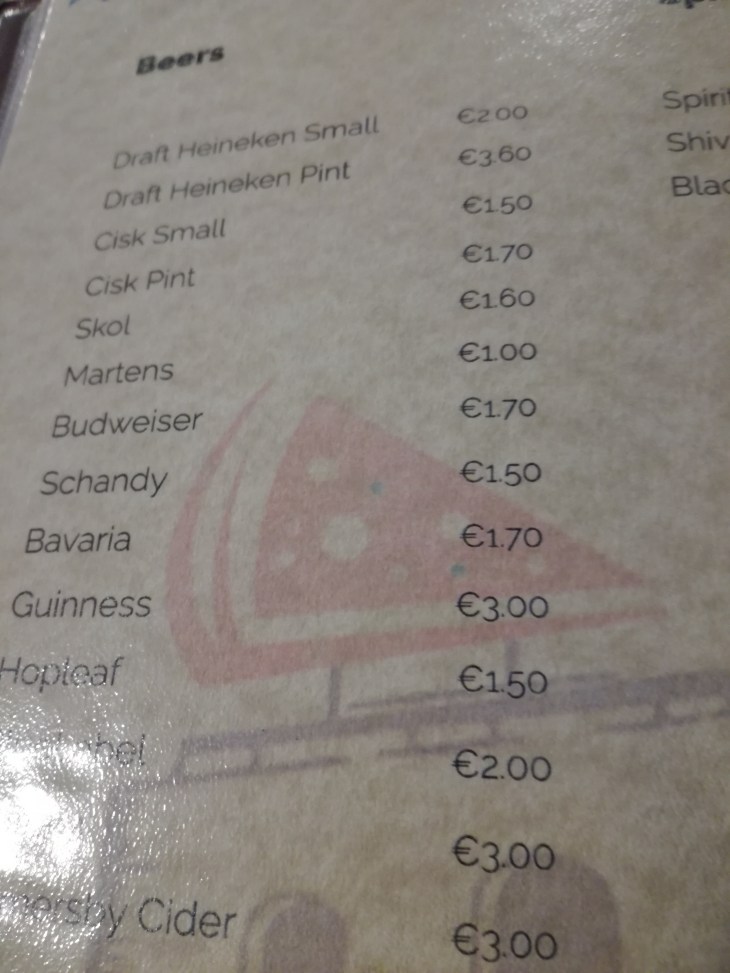 Beers
Draft Heineken Small €2.00
Draft Heineken Pint €3.60
Cisk Small €1.50
Cisk Pint €1.70
Skol €1.60
Martens €1.00
Budweiser €1.70
Schandy €1.50
Bavaria €1.70
Guinness €3.00
Hopleaf €1.50
€2.00
€3.00
Cider €3.00
Spirit
Shiv
Blac